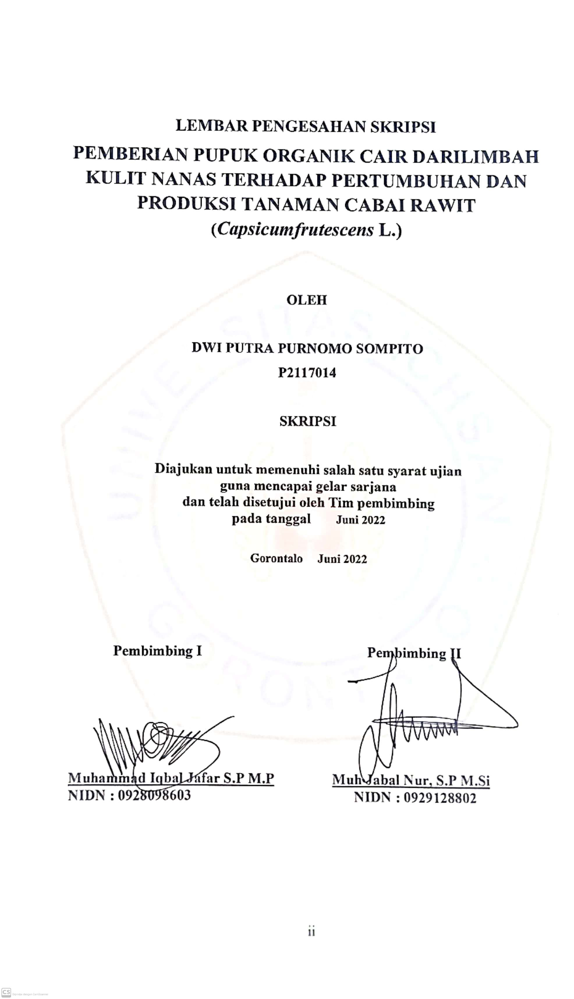 LEMBAR PENGESAHAN SKRIPSI
PEMBERIAN PUPUK ORGANIK CAIR DARILIMBAH
KULIT NANAS TERHADAP PERTUMBUHAN DAN
PRODUKSI TANAMAN CABAI RAWIT
(Capsicumfrutescens L.)
OLEH
DWI PUTRA PURNOMO SOMPITO
P2117014
SKRIPSI
Diajukan untuk memenuhi salah satu syarat ujian
guna mencapai gelar sarjana
dan telah disetujui oleh Tim pembimbing
pada tanggal Juni 2022
Gorontalo Juni 2022
Pembimbing I
Pembimbing II
Muhammad Iqbal Jafar S.P M.P
NIDN : 0928098603
Muh Jabal Nur, S.P M.Si
NIDN : 0929128802
ii
CS Dipindai dengan CamScanner